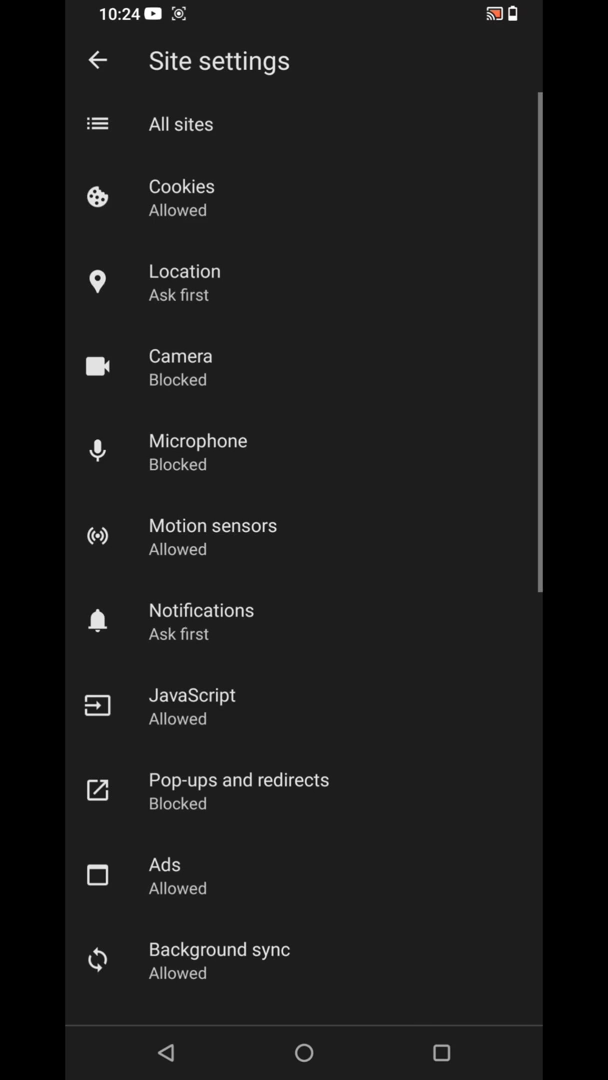 10:24
Site settings
All sites
Cookies
Allowed
Location
Ask first
Camera
Blocked
Microphone
Blocked
Motion sensors
Allowed
Notifications
Ask first
JavaScript
Allowed
Pop-ups and redirects
Blocked
Ads
Allowed
Background sync
Allowed